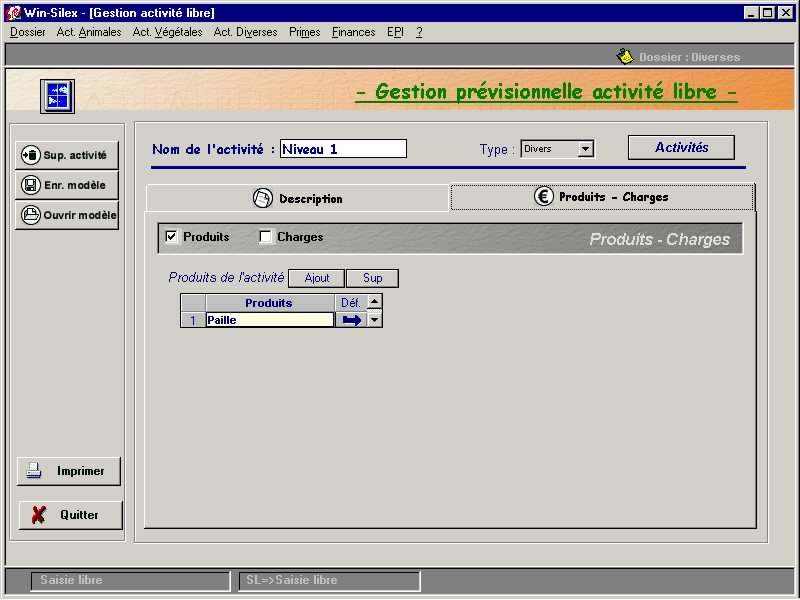 Win-Silex - [Gestion activité libre]
Dossier Act. Animales Act. Végétales Act. Diverses Primes Finances EPI ?
Dossier : Diverses
- Gestion prévisionnelle activité libre -
Nom de l'activité : Niveau 1 Type : Divers Activités
Sup. activité
Enr. modèle
Ouvrir modèle
Description € Produits - Charges
Produits Charges Produits - Charges
Produits de l'activité Ajout Sup
Produits Déf.
1 Paille
Imprimer
Quitter
Saisie libre SL=>Saisie libre